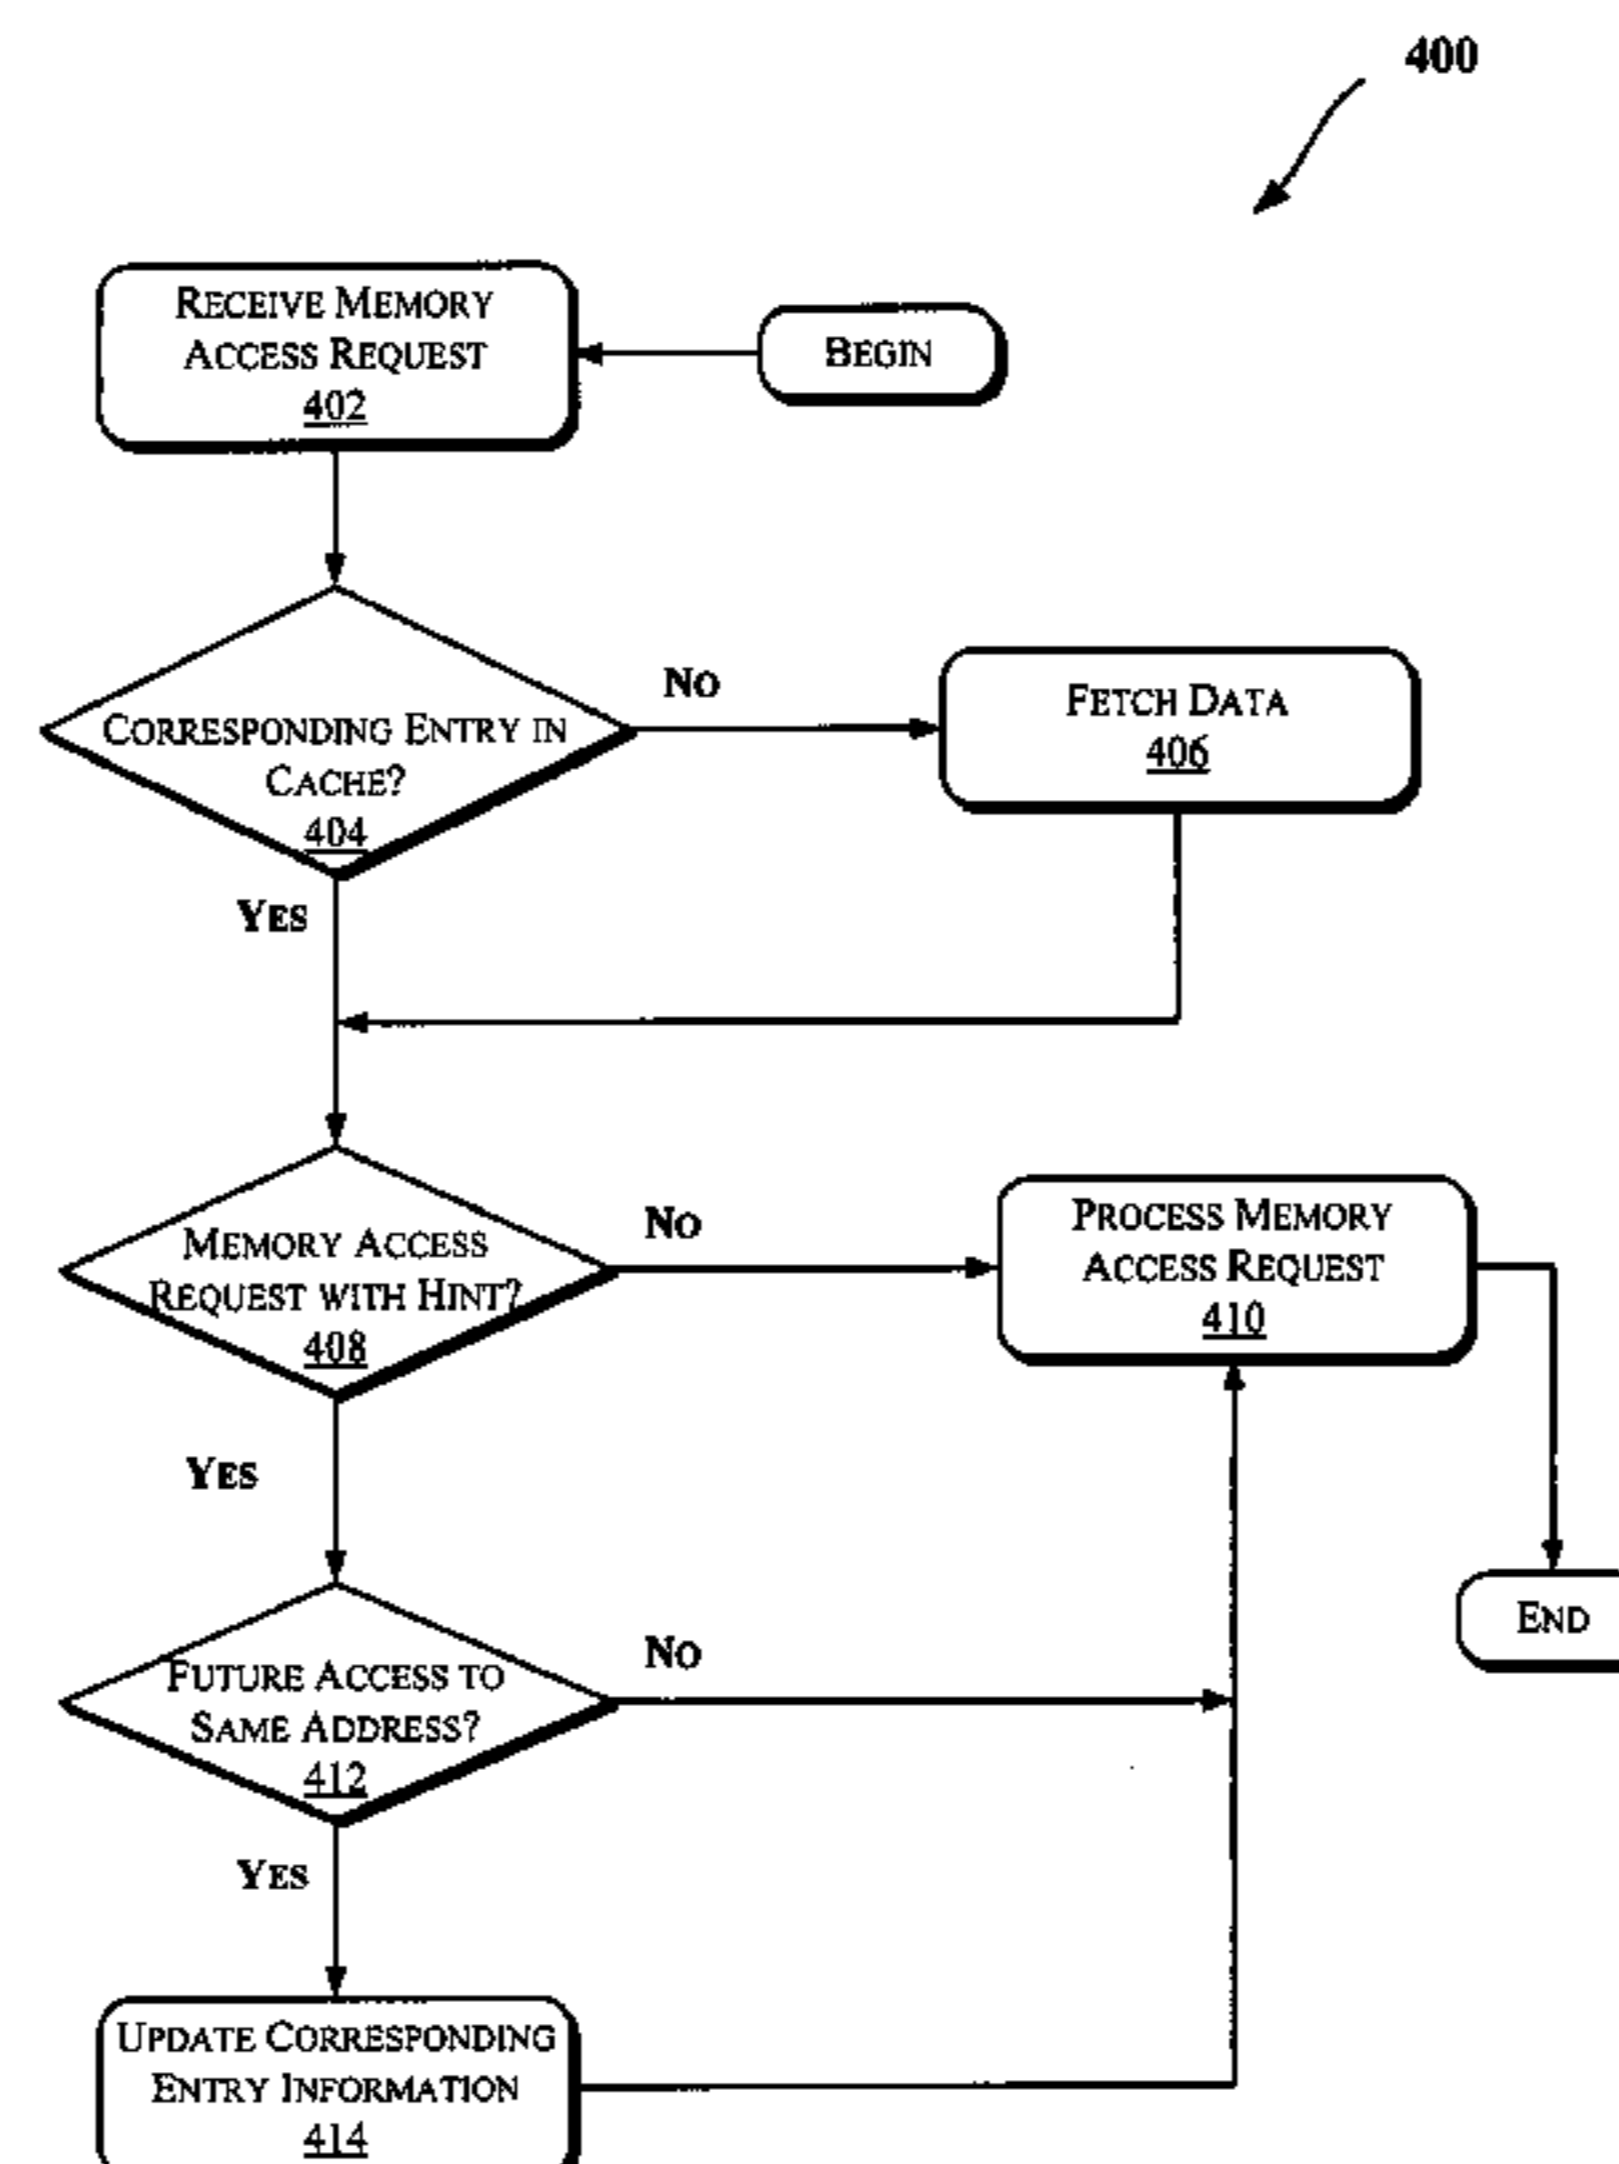 400
RECEIVE MEMORY
ACCESS REQUEST
402
BEGIN
CORRESPONDING ENTRY IN
CACHE?
404
NO
FETCH DATA
406
YES
MEMORY ACCESS
REQUEST WITH HINT?
408
NO
PROCESS MEMORY
ACCESS REQUEST
410
YES
FUTURE ACCESS TO
SAME ADDRESS?
412
NO
END
YES
UPDATE CORRESPONDING
ENTRY INFORMATION
414